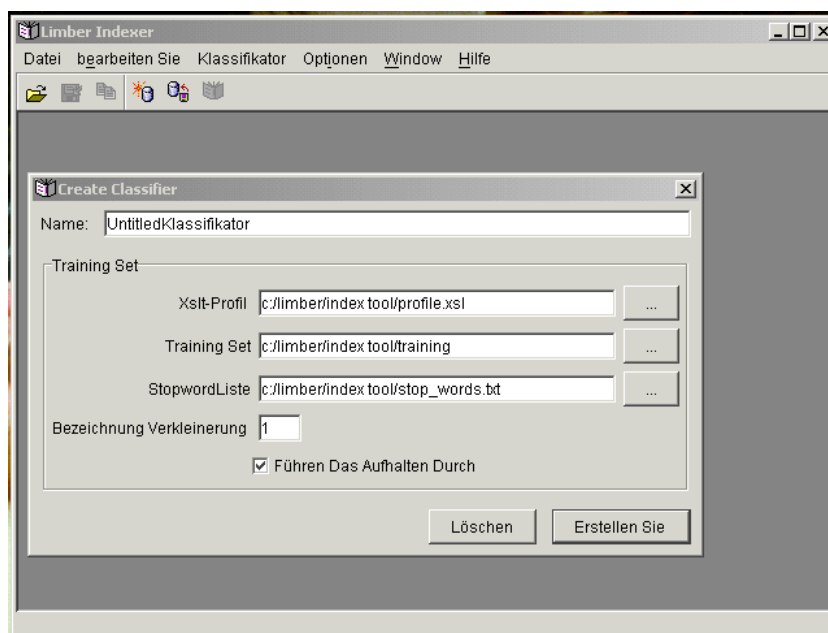 Limber Indexer
Datei bearbeiten Sie Klassifikator Optionen Window Hilfe
Create Classifier
Name: UntitledKlassifikator
Training Set
Xslt-Profil c:/limber/index tool/profile.xsl ...
Training Set c:/limber/index tool/training ...
StopwordListe c:/limber/index tool/stop_words.txt ...
Bezeichnung Verkleinerung 1
Führen Das Aufhalten Durch
Löschen Erstellen Sie